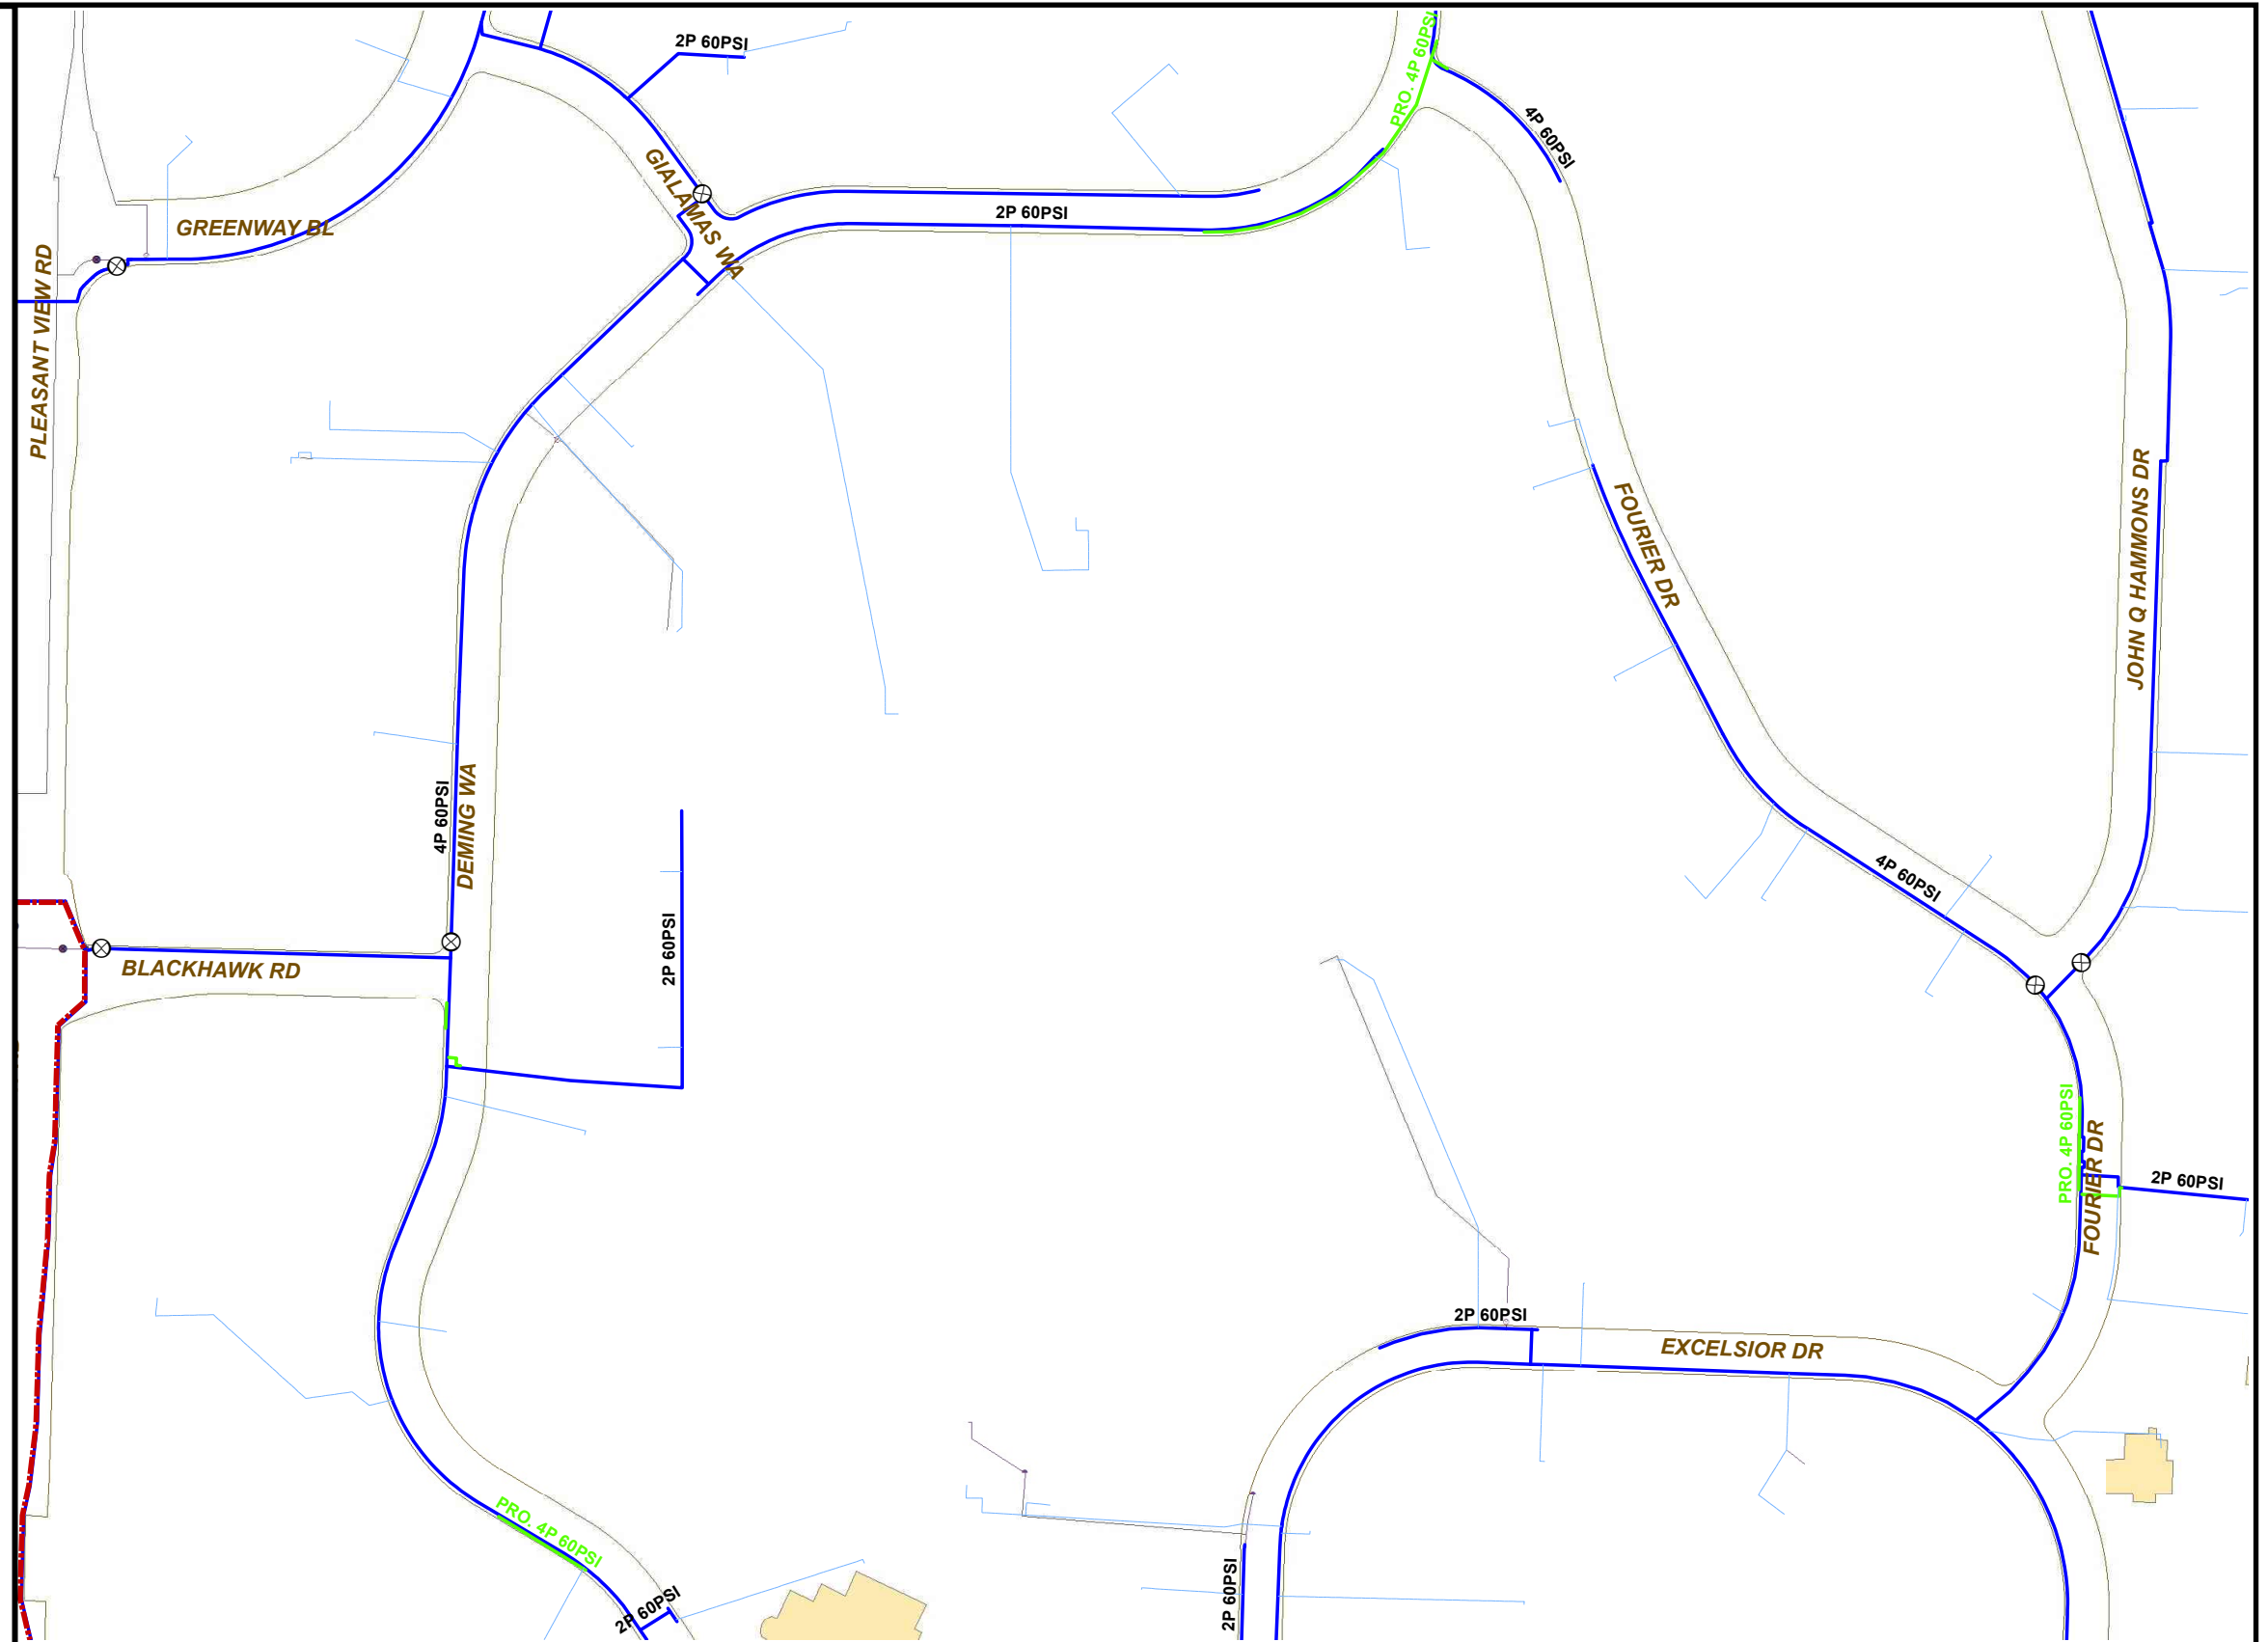 2P 60PSI
PRO. 4P 60PSI
4P 60PSI
GIALAMAS WA
2P 60PSI
GREENWAY BL
PLEASANT VIEW RD
FOURIER DR
JOHN Q HAMMONS DR
4P 60PSI
DEMING WA
4P 60PSI
2P 60PSI
BLACKHAWK RD
PRO. 4P 60PSI
FOURIER DR
2P 60PSI
2P 60PSI
EXCELSIOR DR
PRO. 4P 60PSI
2P 60PSI
2P 60PSI